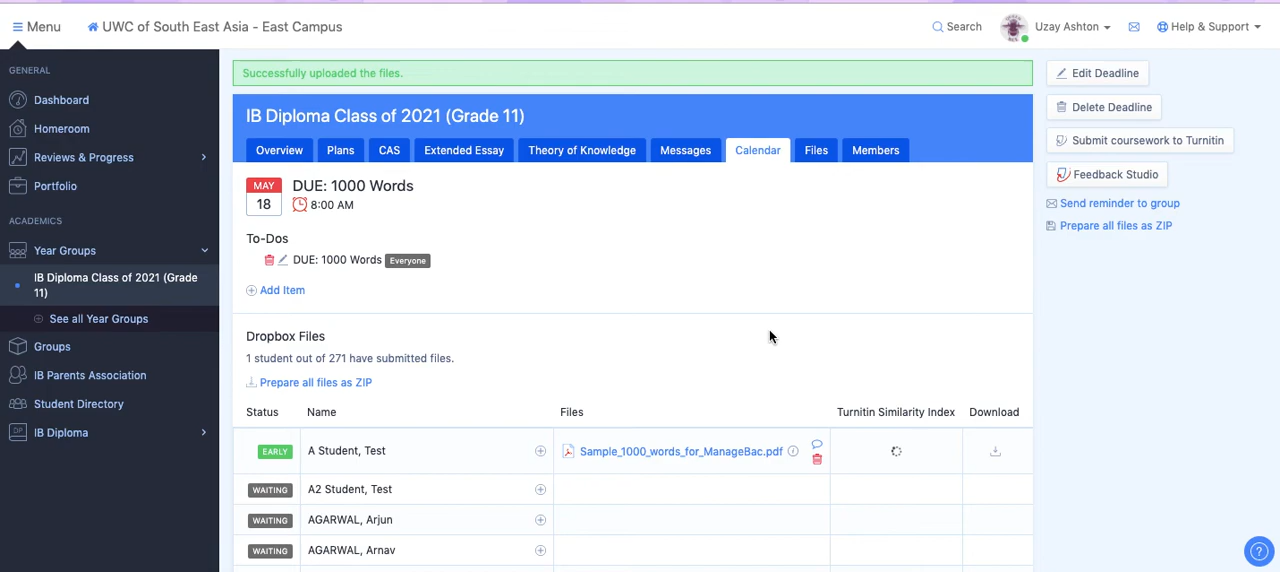 Menu
UWC of South East Asia - East Campus
Search
Uzay Ashton
Help & Support
GENERAL
Dashboard
Homeroom
Reviews & Progress
Portfolio
ACADEMICS
Year Groups
IB Diploma Class of 2021 (Grade
11)
See all Year Groups
Groups
IB Parents Association
Student Directory
DP IB Diploma
Successfully uploaded the files.
IB Diploma Class of 2021 (Grade 11)
Overview Plans CAS Extended Essay Theory of Knowledge Messages Calendar Files Members
MAY
18
DUE: 1000 Words
8:00 AM
To-Dos
DUE: 1000 Words Everyone
Add Item
Dropbox Files
1 student out of 271 have submitted files.
Prepare all files as ZIP
Status Name Files Turnitin Similarity Index Download
EARLY A Student, Test Sample_1000_words_for_ManageBac.pdf
WAITING A2 Student, Test
WAITING AGARWAL, Arjun
WAITING AGARWAL, Arnav
Edit Deadline
Delete Deadline
Submit coursework to Turnitin
Feedback Studio
Send reminder to group
Prepare all files as ZIP
?